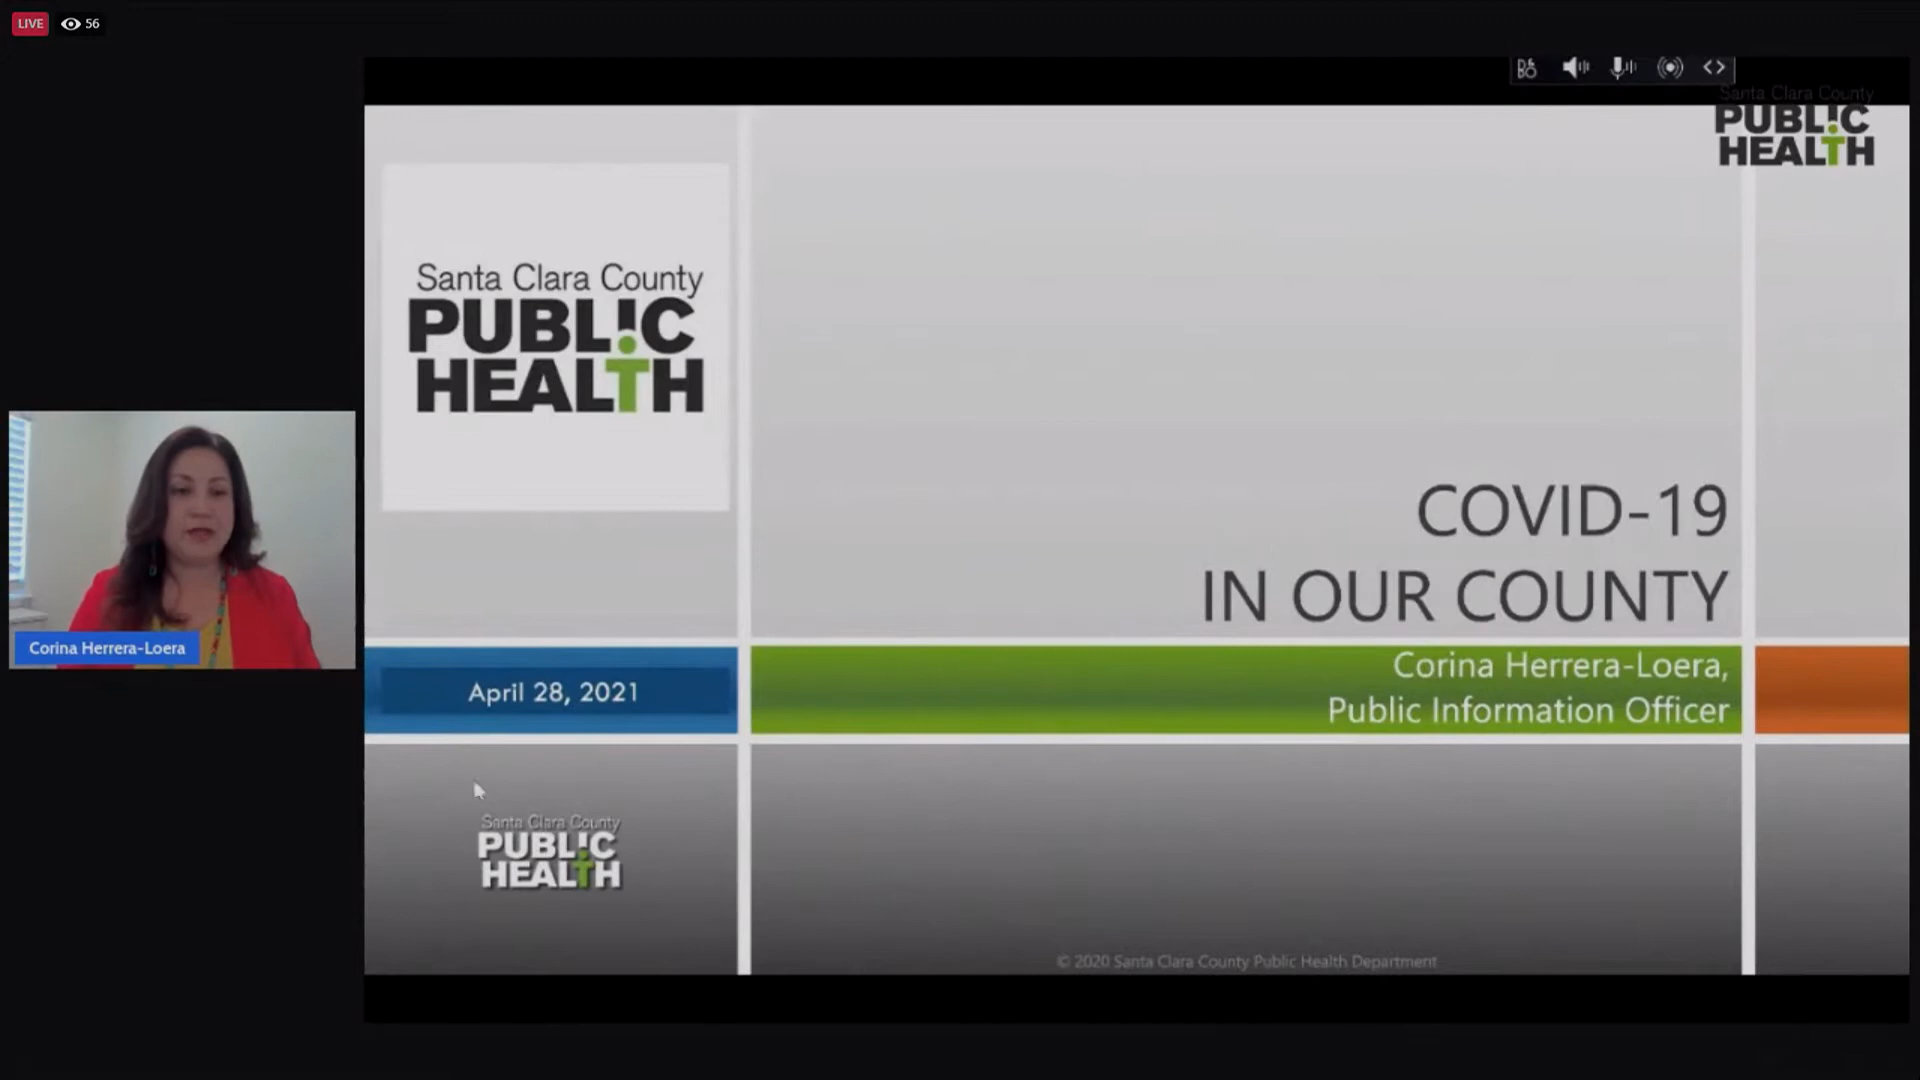 LIVE 56
Santa Clara County
PUBLIC
HEALTH
Santa Clara County
PUBLIC
HEALTH
COVID-19
IN OUR COUNTY
Corina Herrera-Loera
April 28, 2021
Corina Herrera-Loera,
Public Information Officer
Santa Clara County
PUBLIC
HEALTH
© 2020 Santa Clara County Public Health Department